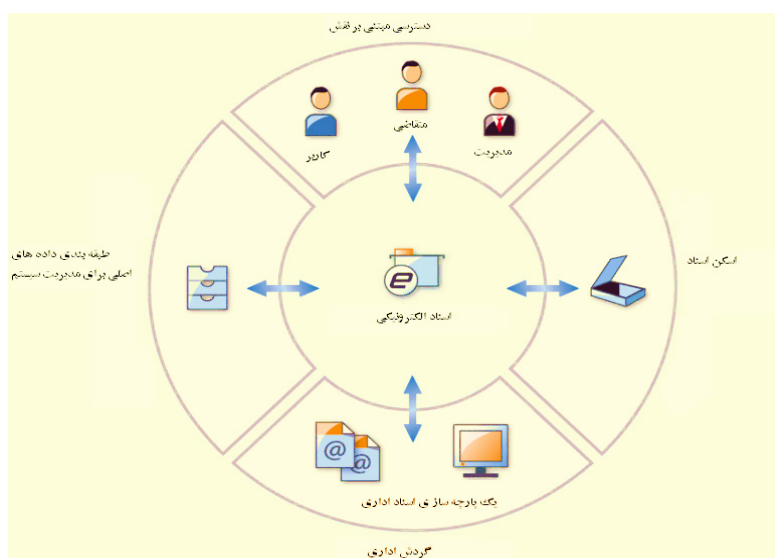 دسترسی مبتنی بر نقش
متقاضی
کاربر
مدیریت
طبقه بندی داده های
اصلی برای مدیریت سیستم
اسکن اسناد
اسناد الکترونیکی
یک پارچه سازی اسناد اداری
گردش اداری